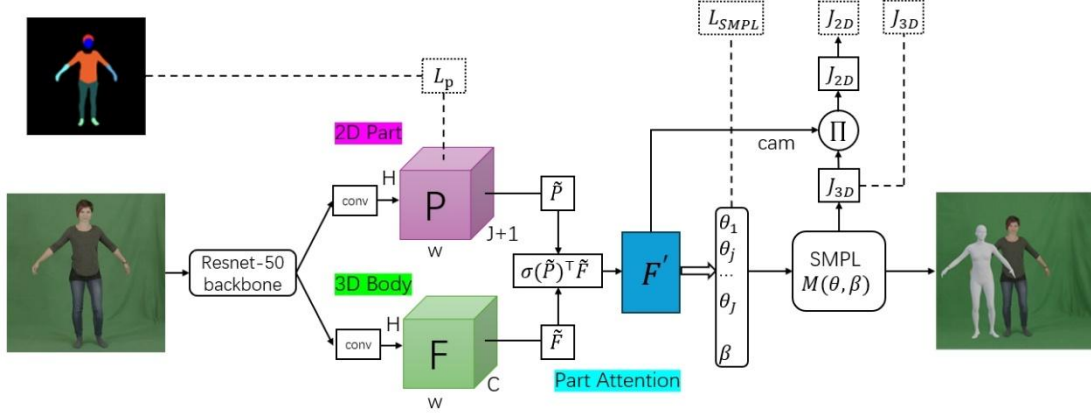 L_SMPL
J_2D
J_3D
L_p
J_2D
2D Part
cam
∏
H
conv
P
P̃
J_3D
W
J+1
θ_1
θ_j
...
θ_J
β
Resnet-50
backbone
σ(P̃)^⊤F̃
F′
SMPL
M(θ, β)
3D Body
H
conv
F
F̃
C
W
Part Attention